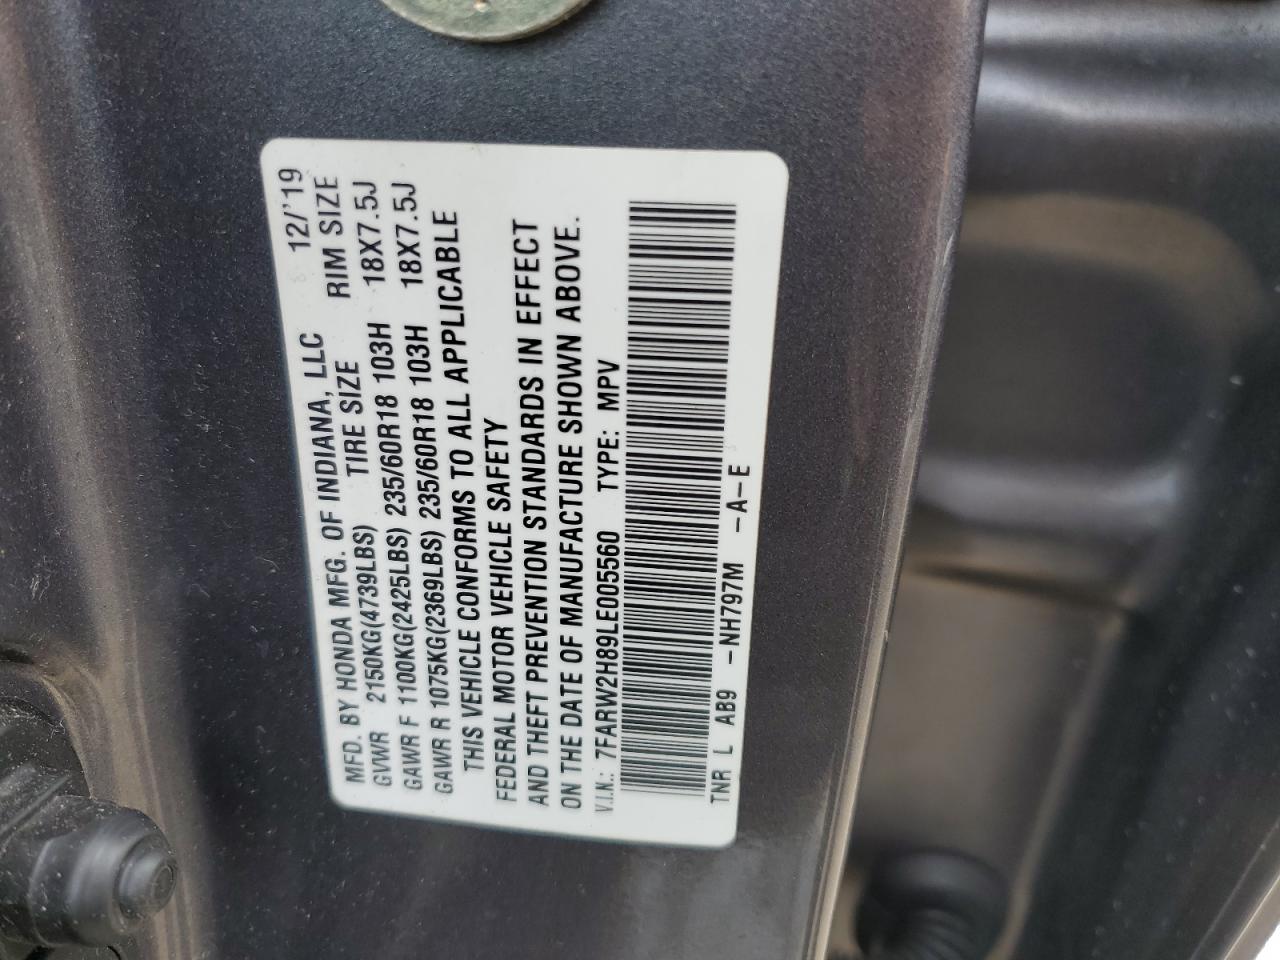 MFD. BY HONDA MFG. OF INDIANA, LLC 12/'19
GVWR 2150KG(4739LBS) TIRE SIZE RIM SIZE
GAWR F 1100KG(2425LBS) 235/60R18 103H 18X7.5J
GAWR R 1075KG(2369LBS) 235/60R18 103H 18X7.5J
THIS VEHICLE CONFORMS TO ALL APPLICABLE
FEDERAL MOTOR VEHICLE SAFETY
AND THEFT PREVENTION STANDARDS IN EFFECT
ON THE DATE OF MANUFACTURE SHOWN ABOVE.
V.I.N.: 7FARW2H89LE005560 TYPE: MPV
TNR L AB9 -NH797M -A-E